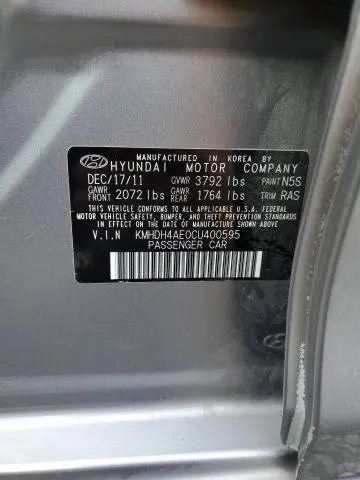 MANUFACTURED IN KOREA BY
HYUNDAI MOTOR COMPANY
DEC/17/11 GVWR 3792 lbs PAINT N5S
GAWR FRONT 2072 lbs GAWR REAR 1764 lbs TRIM RAS
THIS VEHICLE CONFORMS TO ALL APPLICABLE U.S.A. FEDERAL
MOTOR VEHICLE SAFETY, BUMPER, AND THEFT PREVENTION STANDARDS
IN EFFECT ON THE DATE OF MANUFACTURE SHOWN ABOVE.
V.I.N KMHDH4AE0CU400595
PASSENGER CAR